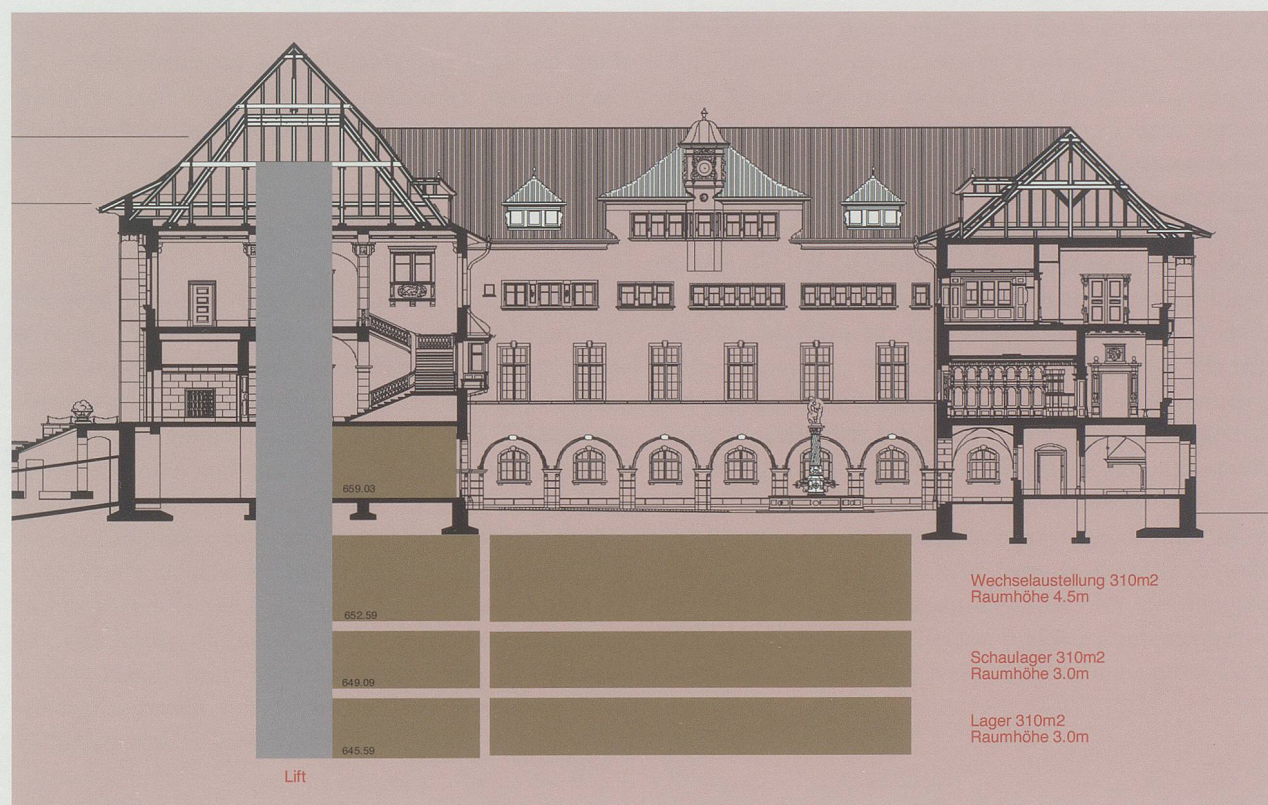 659.03
652.59
649.09
645.59
Wechselaustellung 310m2
Raumhöhe 4.5m
Schaulager 310m2
Raumhöhe 3.0m
Lager 310m2
Raumhöhe 3.0m
Lift